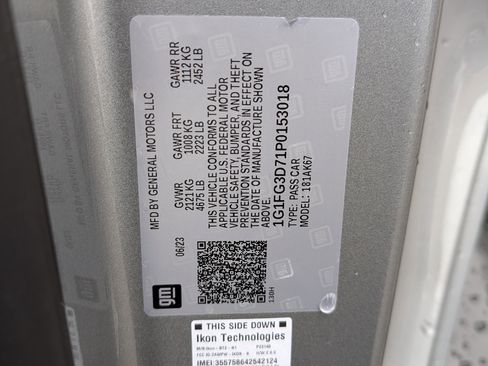 MFD BY GENERAL MOTORS LLC
06/23
GVWR
2121 KG
4675 LB
GAWR FRT
1008 KG
2223 LB
GAWR RR
1112 KG
2452 LB
THIS VEHICLE CONFORMS TO ALL
APPLICABLE U.S. FEDERAL MOTOR
VEHICLE SAFETY, BUMPER, AND THEFT
PREVENTION STANDARDS IN EFFECT ON
THE DATE OF MANUFACTURE SHOWN
ABOVE.
1G1FG3D71P0153018
TYPE: PASS CAR
MODEL: 181AK67
gm
130H
THIS SIDE DOWN
Ikon Technologies
IMEI: 355758642542124